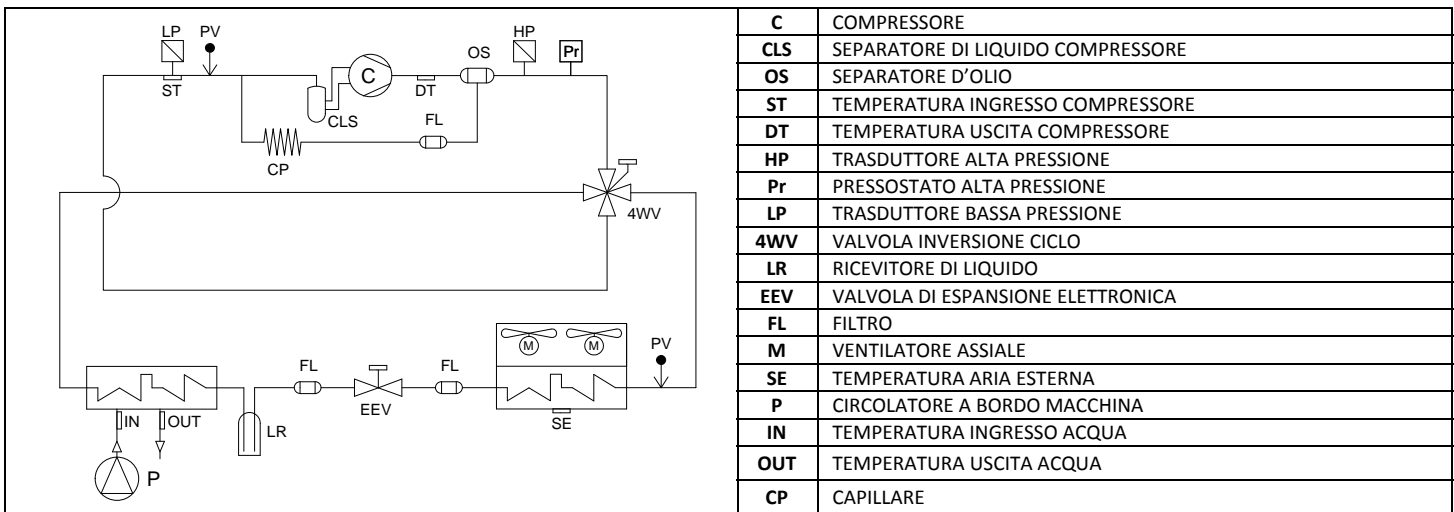 LP PV HP
OS Pr
C
ST DT
CLS FL
CP
4WV
M M PV
FL FL
EEV
SE
IN OUT LR
P
C COMPRESSORE
CLS SEPARATORE DI LIQUIDO COMPRESSORE
OS SEPARATORE D’OLIO
ST TEMPERATURA INGRESSO COMPRESSORE
DT TEMPERATURA USCITA COMPRESSORE
HP TRASDUTTORE ALTA PRESSIONE
Pr PRESSOSTATO ALTA PRESSIONE
LP TRASDUTTORE BASSA PRESSIONE
4WV VALVOLA INVERSIONE CICLO
LR RICEVITORE DI LIQUIDO
EEV VALVOLA DI ESPANSIONE ELETTRONICA
FL FILTRO
M VENTILATORE ASSIALE
SE TEMPERATURA ARIA ESTERNA
P CIRCOLATORE A BORDO MACCHINA
IN TEMPERATURA INGRESSO ACQUA
OUT TEMPERATURA USCITA ACQUA
CP CAPILLARE